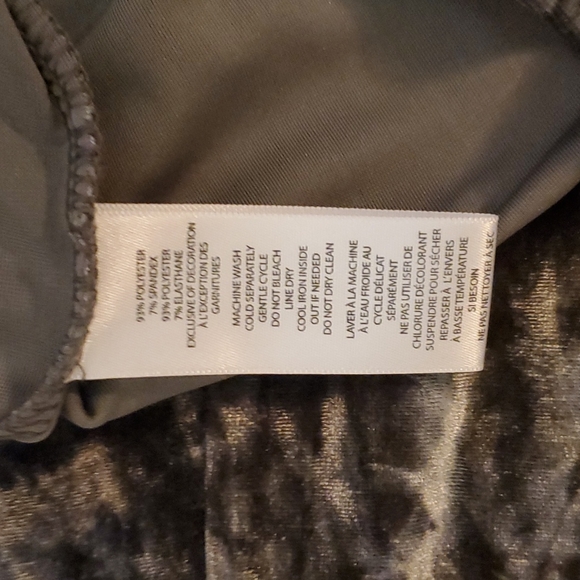 93% POLYESTER
7% SPANDEX
93% POLYESTER
7% ELASTHANE
EXCLUSIVE OF DECORATION
À L'EXCEPTION DES
GARNITURES
MACHINE WASH
COLD SEPARATELY
GENTLE CYCLE
DO NOT BLEACH
LINE DRY
COOL IRON INSIDE
OUT IF NEEDED
DO NOT DRY CLEAN
LAVER À LA MACHINE
À L'EAU FROIDE AU
CYCLE DÉLICAT
SÉPARÉMENT
NE PAS UTILISER DE
CHLORURE DÉCOLORANT
SUSPENDRE POUR SÉCHER
REPASSER À L'ENVERS
À BASSE TEMPÉRATURE
SI BESOIN
NE PAS NETTOYER À SEC